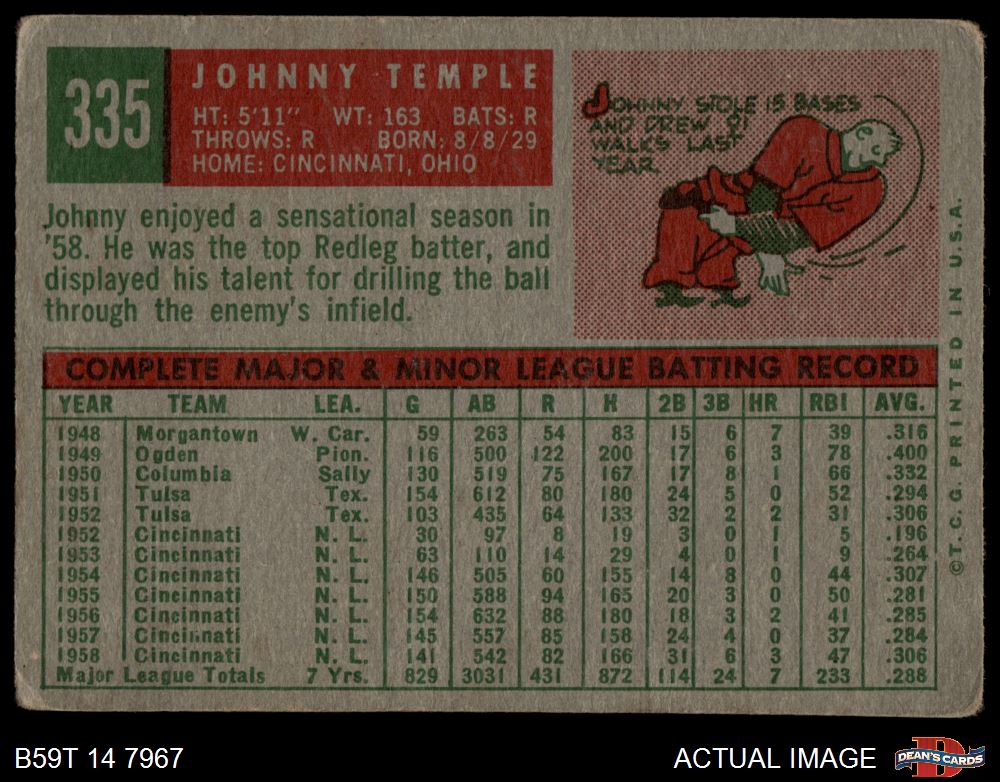 335
JOHNNY TEMPLE
HT: 5'11" WT: 163 BATS: R
THROWS: R BORN: 8/8/29
HOME: CINCINNATI, OHIO
JOHNNY STOLE 15 BASES
AND DREW 91
WALKS LAST
YEAR.
Johnny enjoyed a sensational season in
'58. He was the top Redleg batter, and
displayed his talent for drilling the ball
through the enemy's infield.
COMPLETE MAJOR & MINOR LEAGUE BATTING RECORD
YEAR TEAM LEA. G AB R H 2B 3B HR RBI AVG.
1948 Morgantown W. Car. 59 263 54 83 15 6 7 39 .316
1949 Ogden Pion. 116 500 122 200 17 6 3 78 .400
1950 Columbia Sally 130 519 75 167 17 8 1 66 .332
1951 Tulsa Tex. 154 612 80 180 24 5 0 52 .294
1952 Tulsa Tex. 103 435 64 133 32 2 2 31 .306
1952 Cincinnati N. L. 30 97 8 19 3 0 1 5 .196
1953 Cincinnati N. L. 63 110 14 29 4 0 1 9 .264
1954 Cincinnati N. L. 146 505 60 155 14 8 0 44 .307
1955 Cincinnati N. L. 150 588 94 165 20 3 0 50 .281
1956 Cincinnati N. L. 154 632 88 180 18 3 2 41 .285
1957 Cincinnati N. L. 145 557 85 158 24 4 0 37 .284
1958 Cincinnati N. L. 141 542 82 166 31 6 3 47 .306
Major League Totals 7 Yrs. 829 3031 431 872 114 24 7 233 .288
©T. C. G. PRINTED IN U.S.A.
B59T 14 7967
ACTUAL IMAGE
D
DEAN'S CARDS